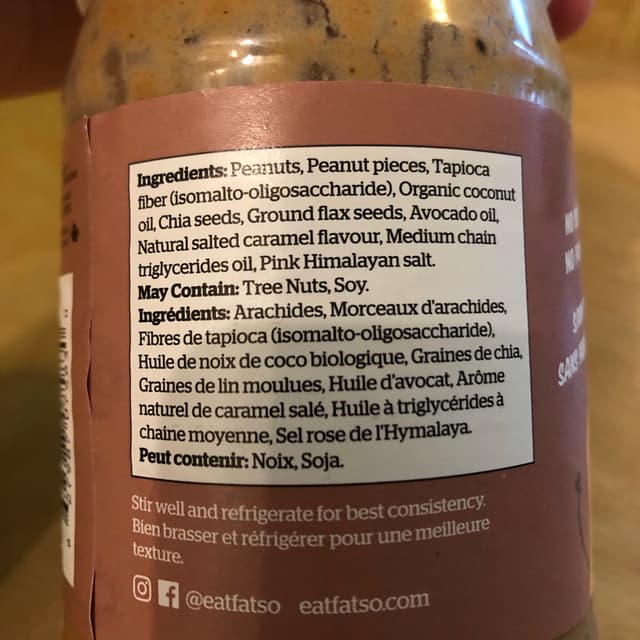 Ingredients: Peanuts, Peanut pieces, Tapioca
fiber (isomalto-oligosaccharide), Organic coconut
oil, Chia seeds, Ground flax seeds, Avocado oil,
Natural salted caramel flavour, Medium chain
triglycerides oil, Pink Himalayan salt.
May Contain: Tree Nuts, Soy.
Ingrédients: Arachides, Morceaux d'arachides,
Fibres de tapioca (isomalto-oligosaccharide),
Huile de noix de coco biologique, Graines de chia,
Graines de lin moulues, Huile d'avocat, Arôme
naturel de caramel salé, Huile à triglycérides à
chaine moyenne, Sel rose de l'Hymalaya.
Peut contenir: Noix, Soja.
Stir well and refrigerate for best consistency.
Bien brasser et réfrigérer pour une meilleure
texture.
@eatfatso eatfatso.com
NO
NO
SANS